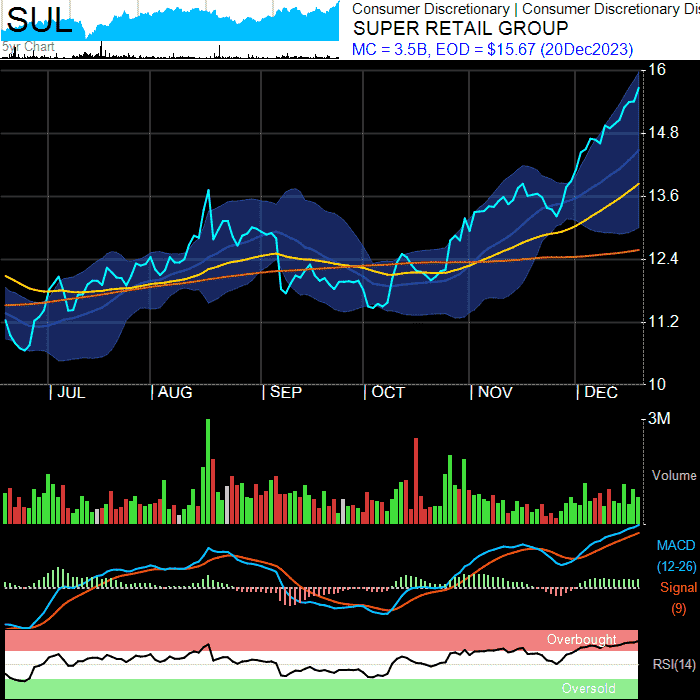 SUL
5yr Chart
Consumer Discretionary | Consumer Discretionary Dis
SUPER RETAIL GROUP
MC = 3.5B, EOD = $15.67 (20Dec2023)
16
14.8
13.6
12.4
11.2
10
| JUL | AUG | SEP | OCT | NOV | DEC
3M
Volume
MACD
(12-26)
Signal
(9)
Overbought
RSI(14)
Oversold